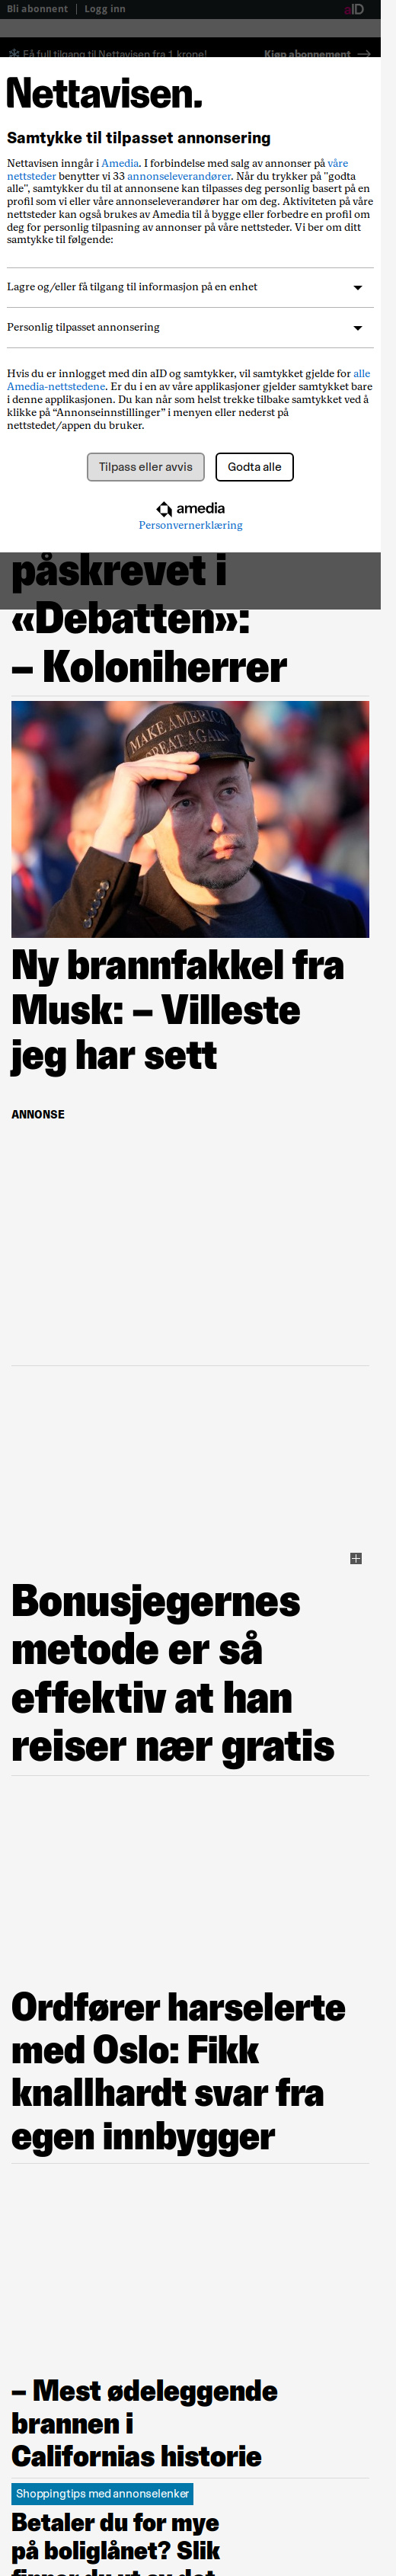 Bli abonnent | Logg inn
aID
Få full tilgang til Nettavisen fra 1 krone!
Kjøp abonnement
Nettavisen.
Samtykke til tilpasset annonsering
Nettavisen inngår i Amedia. I forbindelse med salg av annonser på våre
nettsteder benytter vi 33 annonseleverandører. Når du trykker på "godta
alle", samtykker du til at annonsene kan tilpasses deg personlig basert på en
profil som vi eller våre annonseleverandører har om deg. Aktiviteten på våre
nettsteder kan også brukes av Amedia til å bygge eller forbedre en profil om
deg for personlig tilpasning av annonser på våre nettsteder. Vi ber om ditt
samtykke til følgende:
Lagre og/eller få tilgang til informasjon på en enhet
Personlig tilpasset annonsering
Hvis du er innlogget med din aID og samtykker, vil samtykket gjelde for alle
Amedia-nettstedene. Er du i en av våre applikasjoner gjelder samtykket bare
i denne applikasjonen. Du kan når som helst trekke tilbake samtykket ved å
klikke på “Annonseinnstillinger” i menyen eller nederst på
nettstedet/appen du bruker.
Tilpass eller avvis
Godta alle
amedia
Personvernerklæring
påskrevet i
«Debatten»:
– Koloniherrer
MAKE AMERICA
GREAT AGAIN
Ny brannfakkel fra
Musk: – Villeste
jeg har sett
ANNONSE
Bonusjegernes
metode er så
effektiv at han
reiser nær gratis
Ordfører harselerte
med Oslo: Fikk
knallhardt svar fra
egen innbygger
– Mest ødeleggende
brannen i
Californias historie
Shoppingtips med annonselenker
Betaler du for mye
på boliglånet? Slik
finner du ut av det